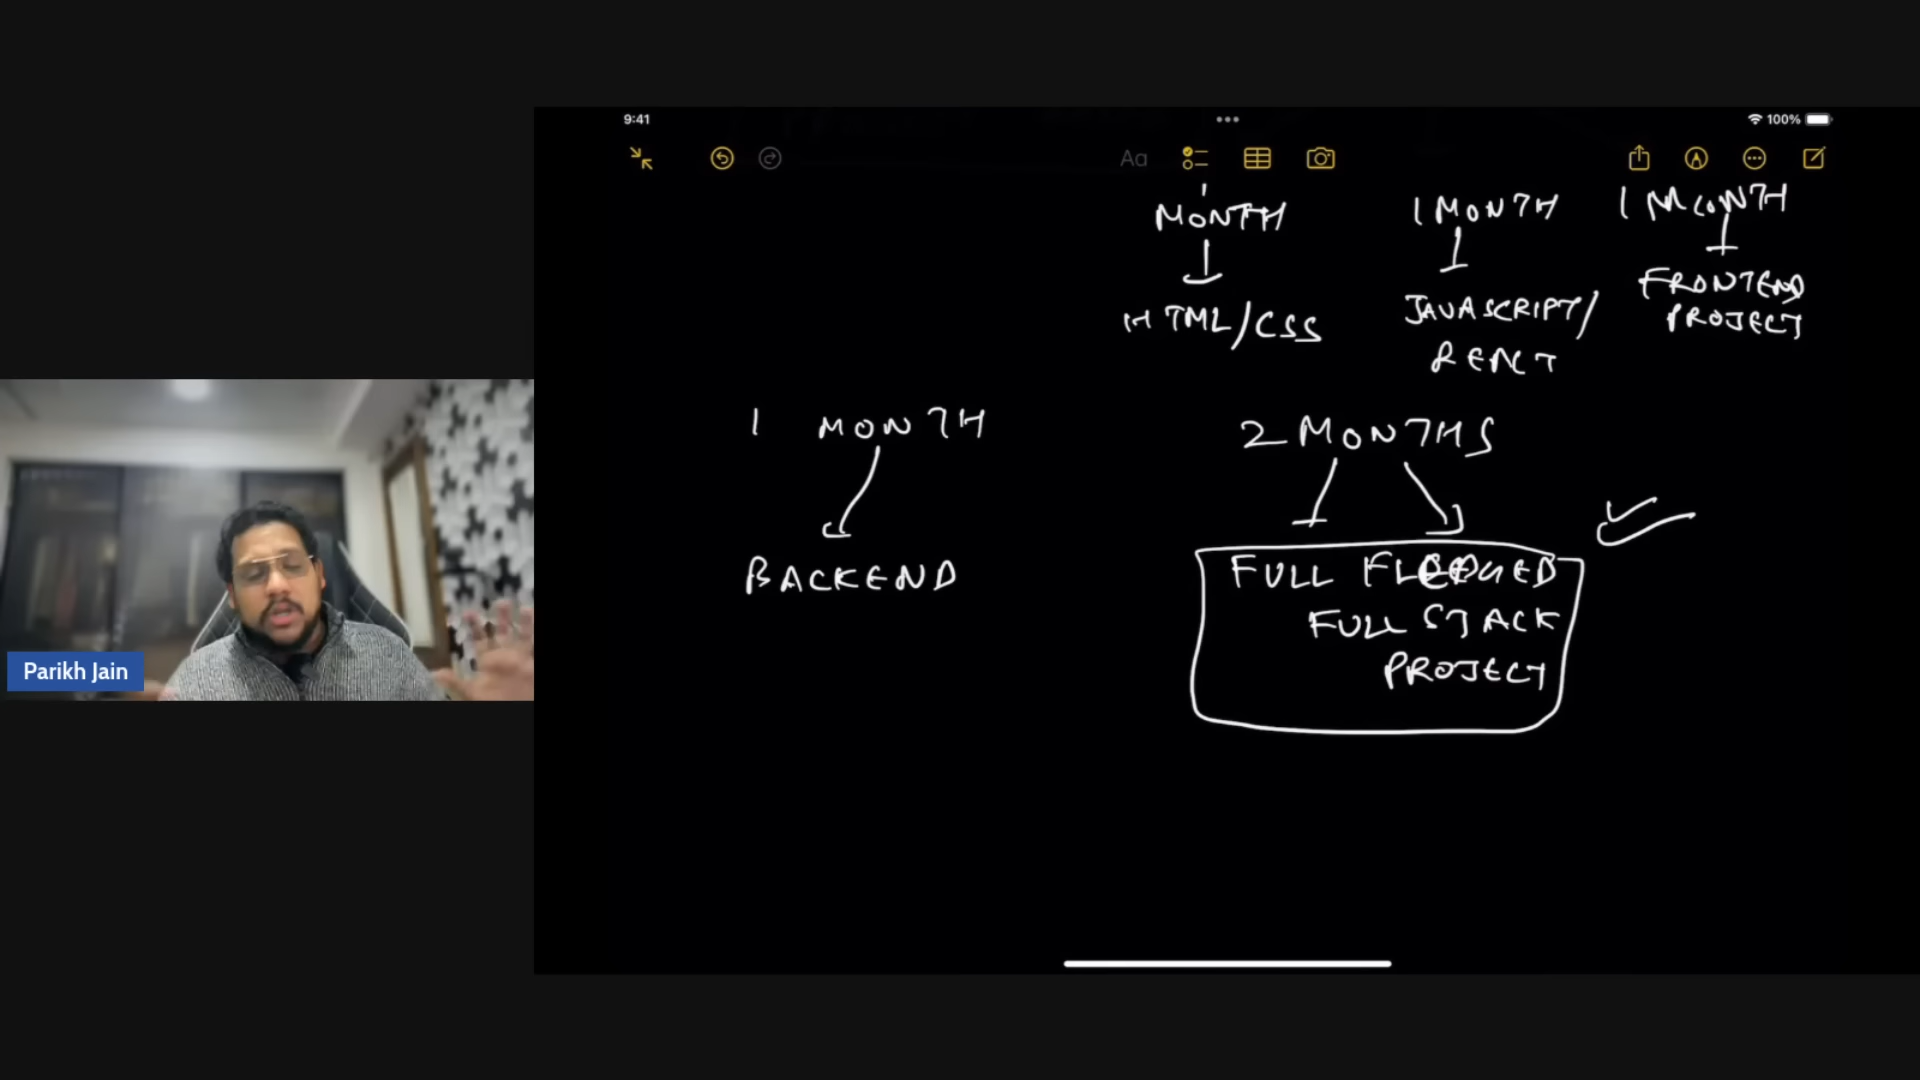 9:41
100%
Aa
MONTH
1 MONTH
1 MONTH
HTML/CSS
JAVASCRIPT/
REACT
FRONTEND
PROJECT
1 MONTH
2 MONTHS
BACKEND
FULL FLEDGED
FULL STACK
PROJECT
Parikh Jain